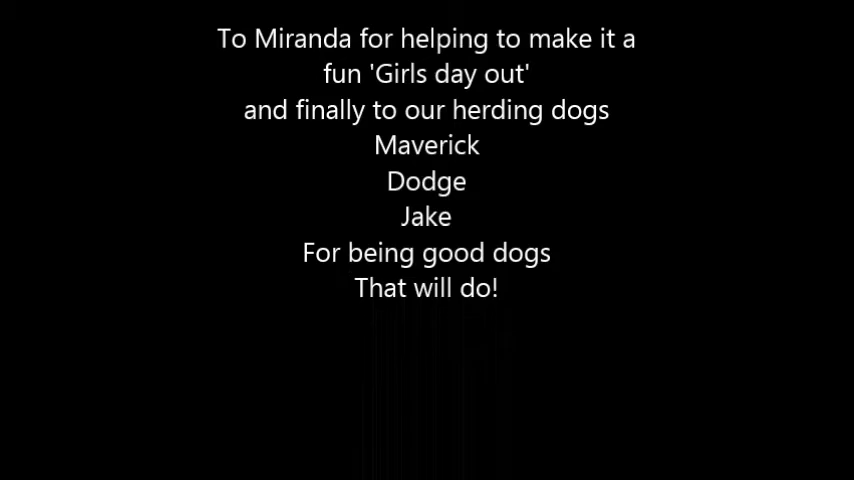 To Miranda for helping to make it a
fun 'Girls day out'
and finally to our herding dogs
Maverick
Dodge
Jake
For being good dogs
That will do!